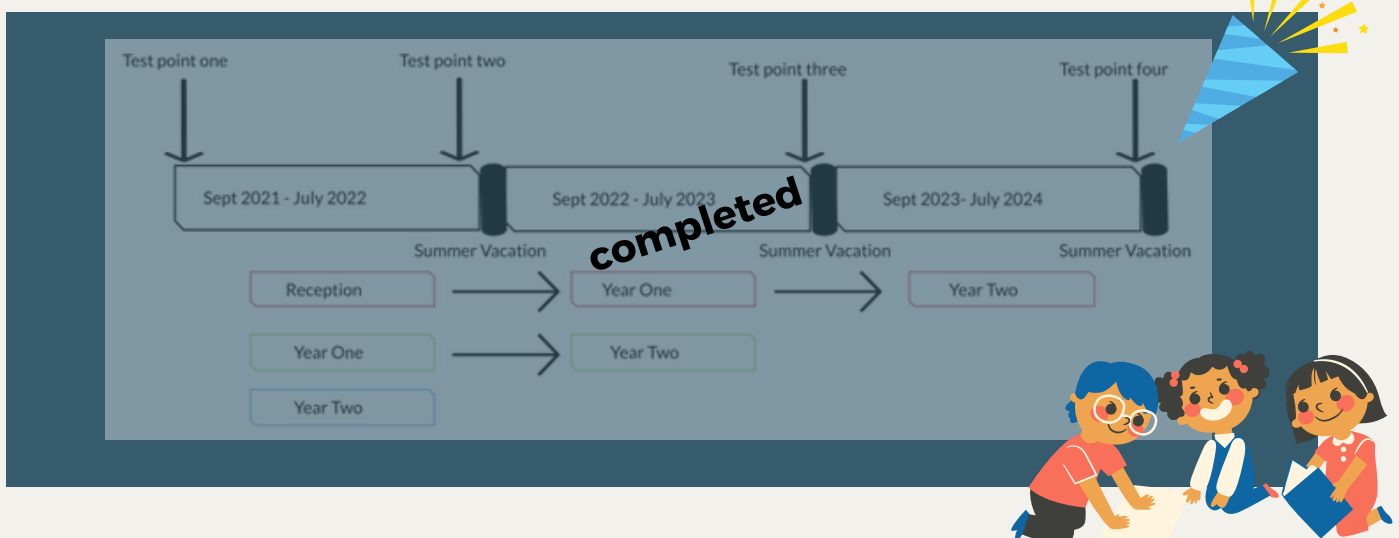 Test point one
Test point two
Test point three
Test point four
Sept 2021 - July 2022
Sept 2022 - July 2023
Sept 2023- July 2024
completed
Summer Vacation
Summer Vacation
Summer Vacation
Reception
Year One
Year Two
Year One
Year Two
Year Two